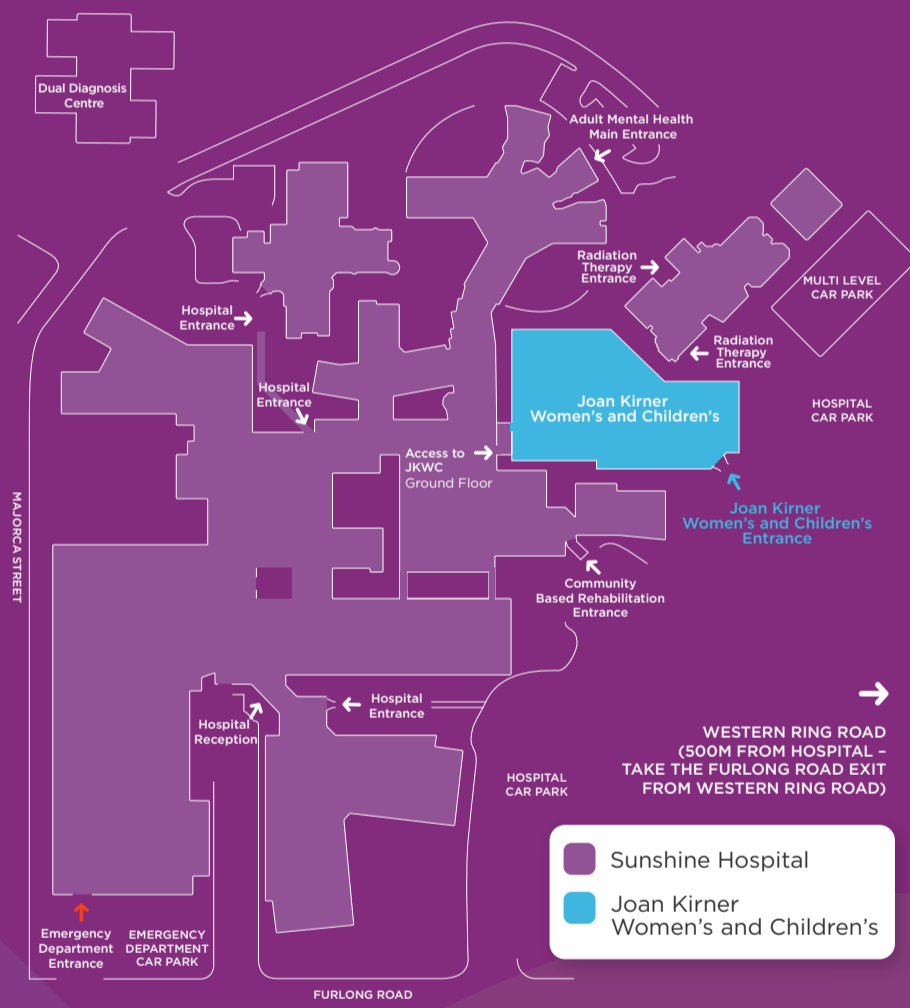 Dual Diagnosis
Centre
Adult Mental Health
Main Entrance
Radiation
Therapy
Entrance
MULTI LEVEL
CAR PARK
Hospital
Entrance
Radiation
Therapy
Entrance
Hospital
Entrance
Joan Kirner
Women's and Children's
HOSPITAL
CAR PARK
Access to
JKWC
Ground Floor
MAJORCA STREET
Joan Kirner
Women's and Children's
Entrance
Community
Based Rehabilitation
Entrance
Hospital
Entrance
Hospital
Reception
WESTERN RING ROAD
(500M FROM HOSPITAL –
TAKE THE FURLONG ROAD EXIT
FROM WESTERN RING ROAD)
HOSPITAL
CAR PARK
Sunshine Hospital
Joan Kirner
Women's and Children's
Emergency
Department
Entrance
EMERGENCY
DEPARTMENT
CAR PARK
FURLONG ROAD